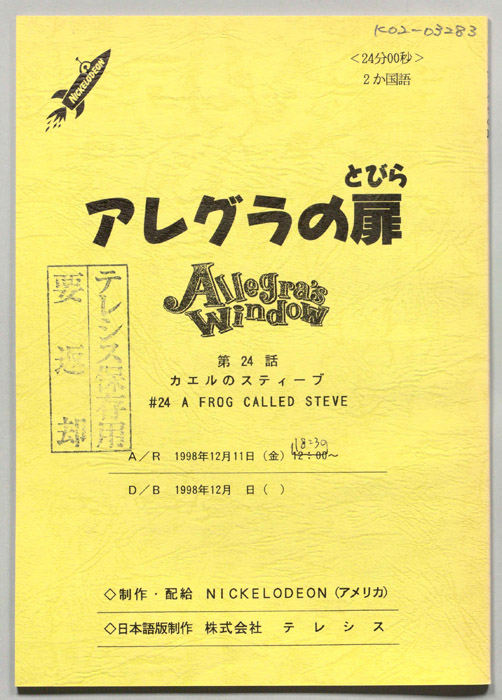 K02-03283
<24分00秒>
2か国語
NICKELODEON
とびら
アレグラの扉
Allegra's
Window
テレシス保存用
要返却
第24話
カエルのスティーブ
#24 A FROG CALLED STEVE
18:30
A/R 1998年12月11日(金) 12:00~
D/B 1998年12月 日( )
◇制作・配給 NICKELODEON(アメリカ)
◇日本語版制作 株式会社 テレシス